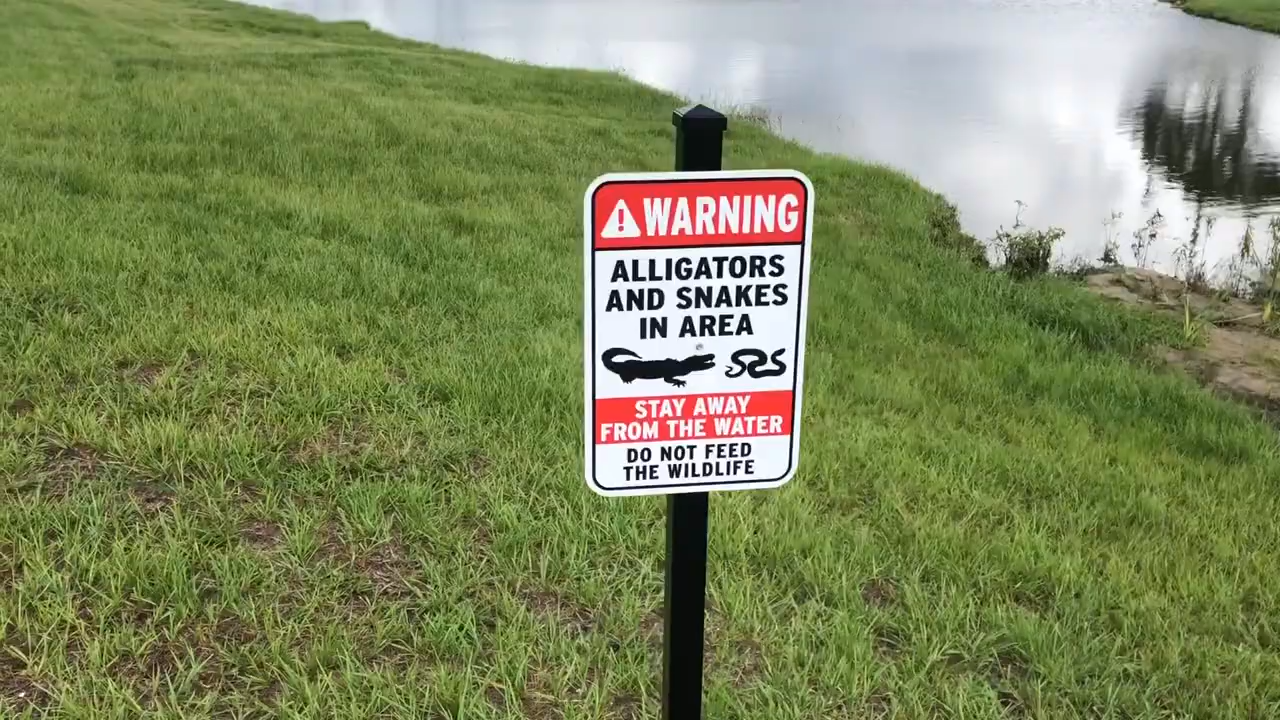 WARNING
ALLIGATORS
AND SNAKES
IN AREA
STAY AWAY
FROM THE WATER
DO NOT FEED
THE WILDLIFE